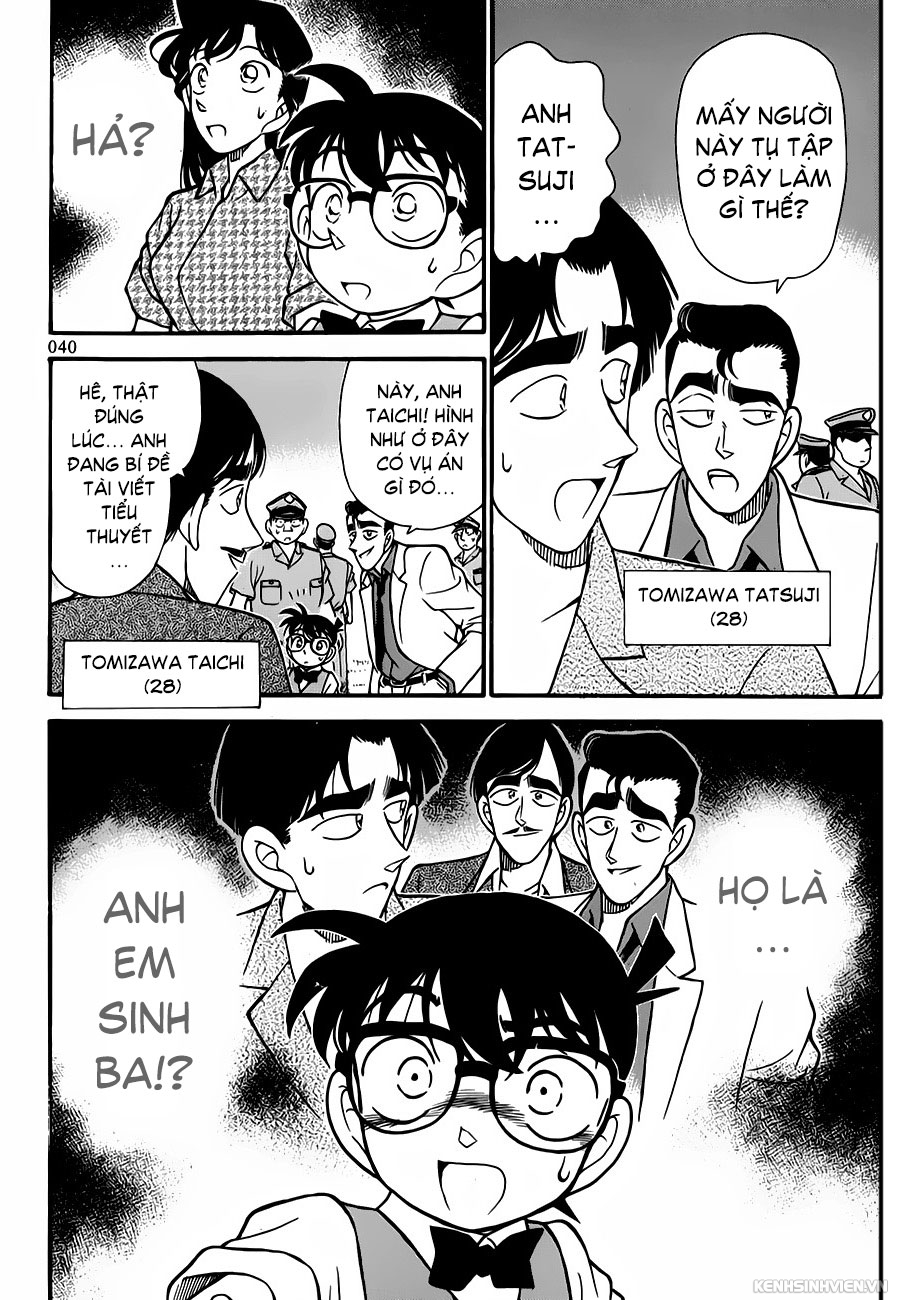 MẤY NGƯỜI
NÀY TỤ TẬP
Ở ĐÂY LÀM
GÌ THẾ?
ANH
TAT-
SUJI
...
TOMIZAWA TATSUJI
(28)
HẢ?
040
NÀY, ANH
TAICHI! HÌNH
NHƯ Ở ĐÂY
CÓ VỤ ÁN
GÌ ĐÓ...
HÊ, THẬT
ĐÚNG
LÚC... ANH
ĐANG BÍ ĐỀ
TÀI VIẾT
TIỂU
THUYẾT
...
TOMIZAWA TAICHI
(28)
HỌ LÀ
...
ANH
EM
SINH
BA!?
KENHSINHVIEN.VN